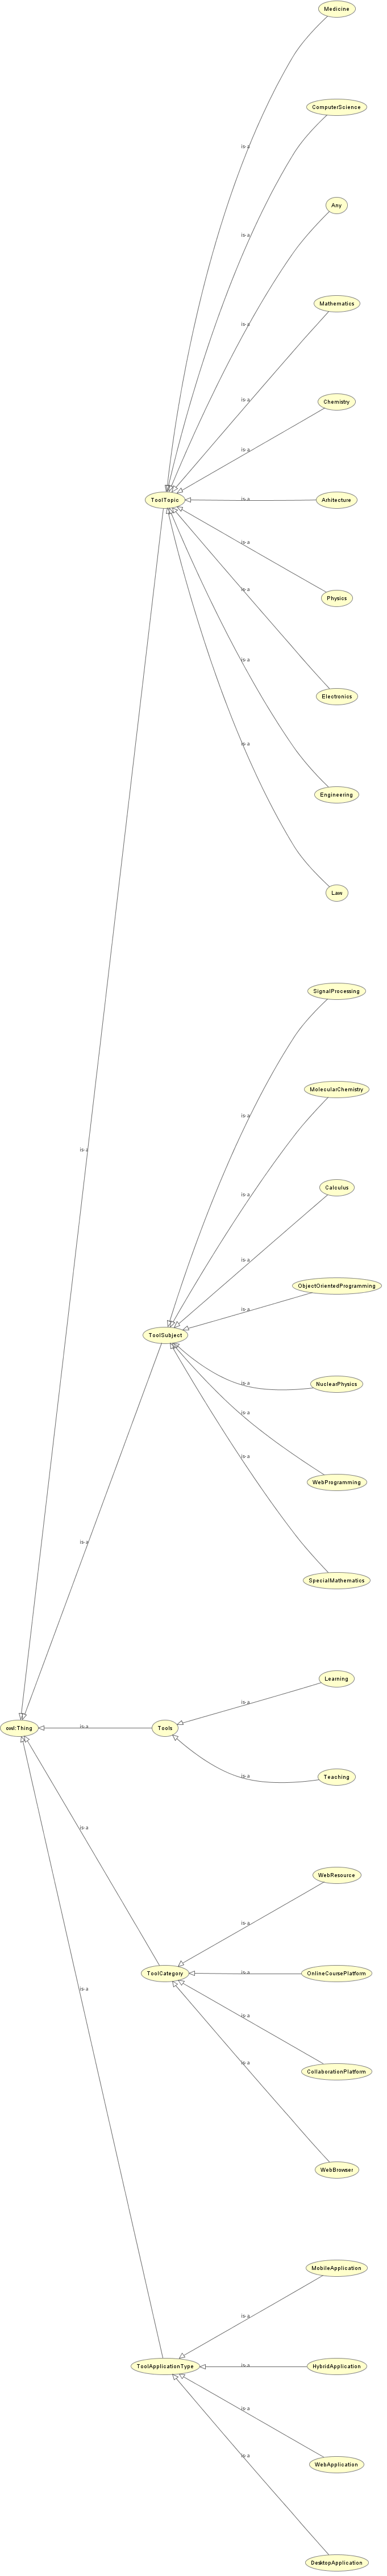 Medicine
ComputerScience
is-a
Any
is-a
Mathematics
is-a
Chemistry
is-a
is-a
ToolTopic
is-a
Arhitecture
is-a
Physics
is-a
Electronics
is-a
is-a
Engineering
Law
SignalProcessing
MolecularChemistry
is-a
is-a
Calculus
is-a
is-a
ObjectOrientedProgramming
is-a
ToolSubject
is-a
NuclearPhysics
is-a
is-a
WebProgramming
is-a
SpecialMathematics
Learning
is-a
owl:Thing
is-a
Tools
is-a
Teaching
is-a
WebResource
is-a
ToolCategory
is-a
OnlineCoursePlatform
is-a
is-a
CollaborationPlatform
is-a
WebBrowser
MobileApplication
is-a
ToolApplicationType
is-a
HybridApplication
is-a
is-a
WebApplication
DesktopApplication